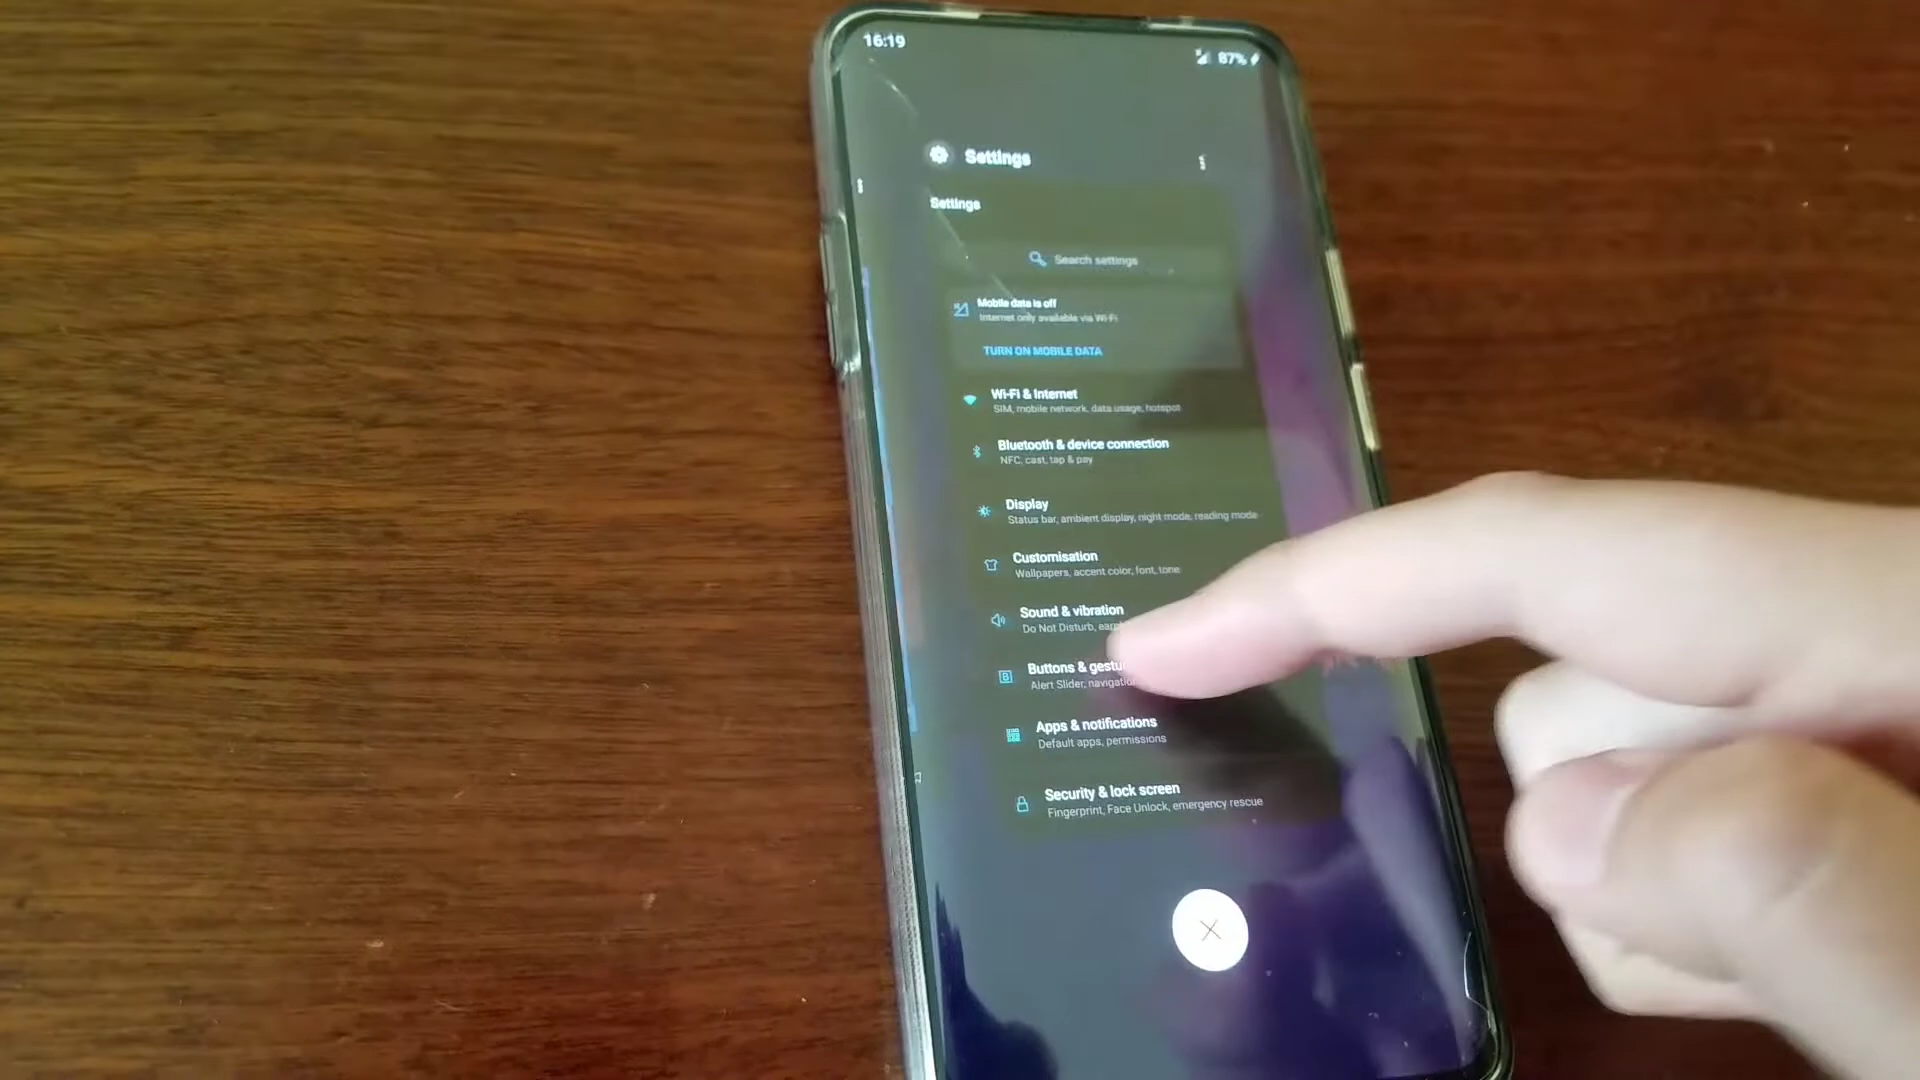 16:19
87%
Settings
Settings
Search settings
Mobile data is off
Internet only available via Wi-Fi
TURN ON MOBILE DATA
Wi-Fi & Internet
SIM, mobile network, data usage, hotspot
Bluetooth & device connection
NFC, cast, tap & pay
Display
Status bar, ambient display, night mode, reading mode
Customisation
Wallpapers, accent color, font, tone
Sound & vibration
Do Not Disturb,
Buttons &
Alert Slider,
Apps & notifications
Default apps, permissions
Security & lock screen
Fingerprint, Face Unlock, emergency rescue